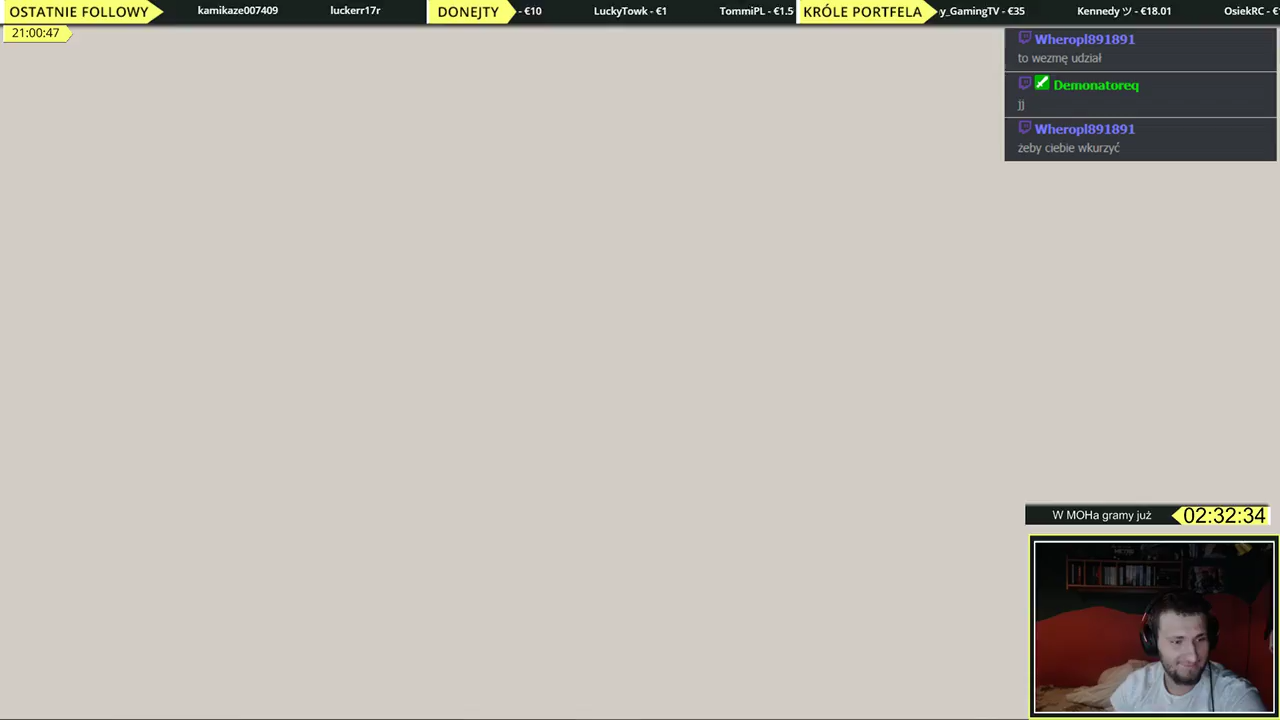 OSTATNIE FOLLOWY kamikaze007409 luckerr17r DONEJTY - €10 LuckyTowk - €1 TommiPL - €1.5 KRÓLE PORTFELA y_GamingTV - €35 Kennedy ツ - €18.01 OsiekRC - €
21:00:47
Wheropl891891
to wezmę udział
Demonatoreq
jj
Wheropl891891
żeby ciebie wkurzyć
W MOHa gramy już 02:32:34